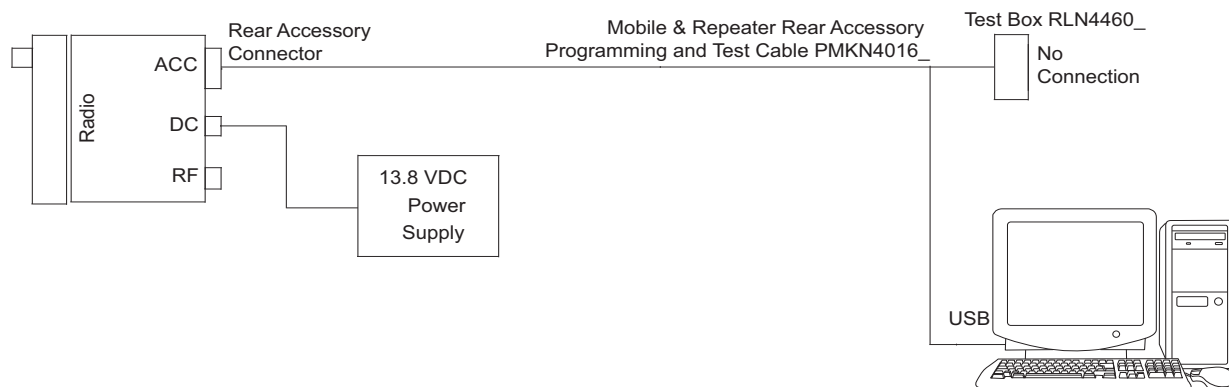 Rear Accessory
Connector
Mobile & Repeater Rear Accessory
Programming and Test Cable PMKN4016_
Test Box RLN4460_
No
Connection
ACC
DC
RF
Radio
13.8 VDC
Power
Supply
USB